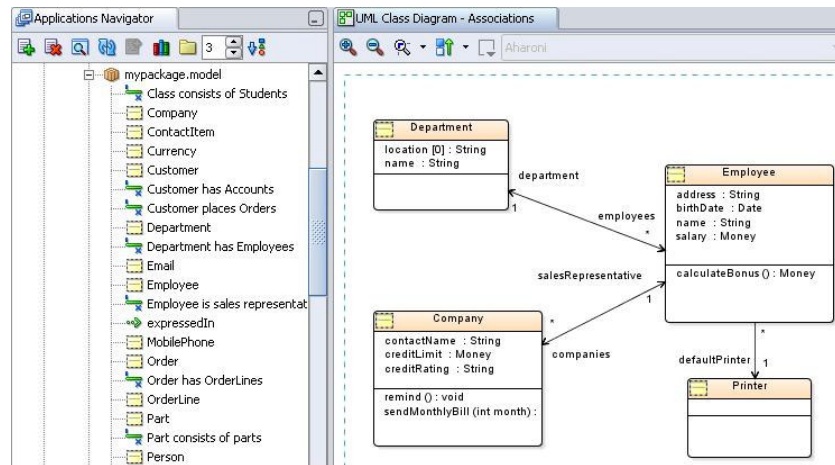 Applications Navigator
3
mypackage.model
Class consists of Students
Company
ContactItem
Currency
Customer
Customer has Accounts
Customer places Orders
Department
Department has Employees
Email
Employee
Employee is sales representat
expressedIn
MobilePhone
Order
Order has OrderLines
OrderLine
Part
Part consists of parts
Person
UML Class Diagram - Associations
Aharoni
Department
location [0] : String
name : String
department
1
employees
*
Employee
address : String
birthDate : Date
name : String
salary : Money
calculateBonus () : Money
salesRepresentative
1
Company
contactName : String
creditLimit : Money
creditRating : String
remind () : void
sendMonthlyBill (int month) :
*
companies
*
defaultPrinter
1
Printer